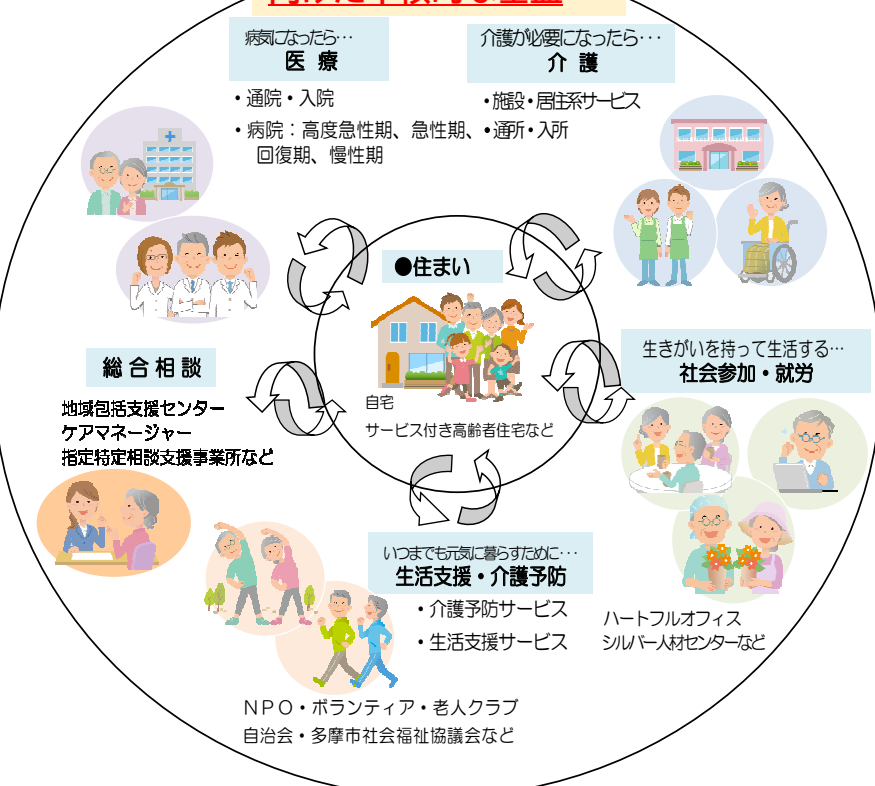 病気になったら…
医 療
・通院・入院
・病院：高度急性期、急性期、
回復期、慢性期
介護が必要になったら・・・
介 護
・施設・居住系サービス
・通所・入所
●住まい
自宅
サービス付き高齢者住宅など
総 合 相 談
地域包括支援センター
ケアマネージャー
指定特定相談支援事業所など
生きがいを持って生活する…
社会参加・就労
ハートフルオフィス
シルバー人材センターなど
いつまでも元気に暮らすために・・・
生活支援・介護予防
・介護予防サービス
・生活支援サービス
ＮＰＯ・ボランティア・老人クラブ
自治会・多摩市社会福祉協議会など